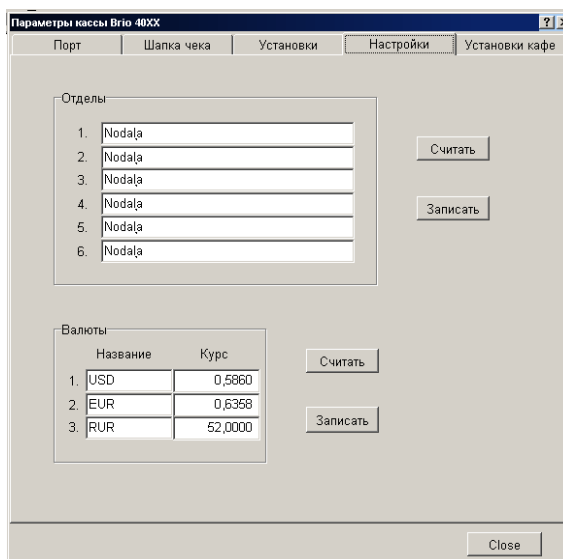 Параметры кассы Brio 40XX
Порт Шапка чека Установки Настройки Установки кафе
Отделы
1. Nodaļa
2. Nodaļa
3. Nodaļa
4. Nodaļa
5. Nodaļa
6. Nodaļa
Считать
Записать
Валюты
Название Курс
1. USD 0,5860
2. EUR 0,6358
3. RUR 52,0000
Считать
Записать
Close